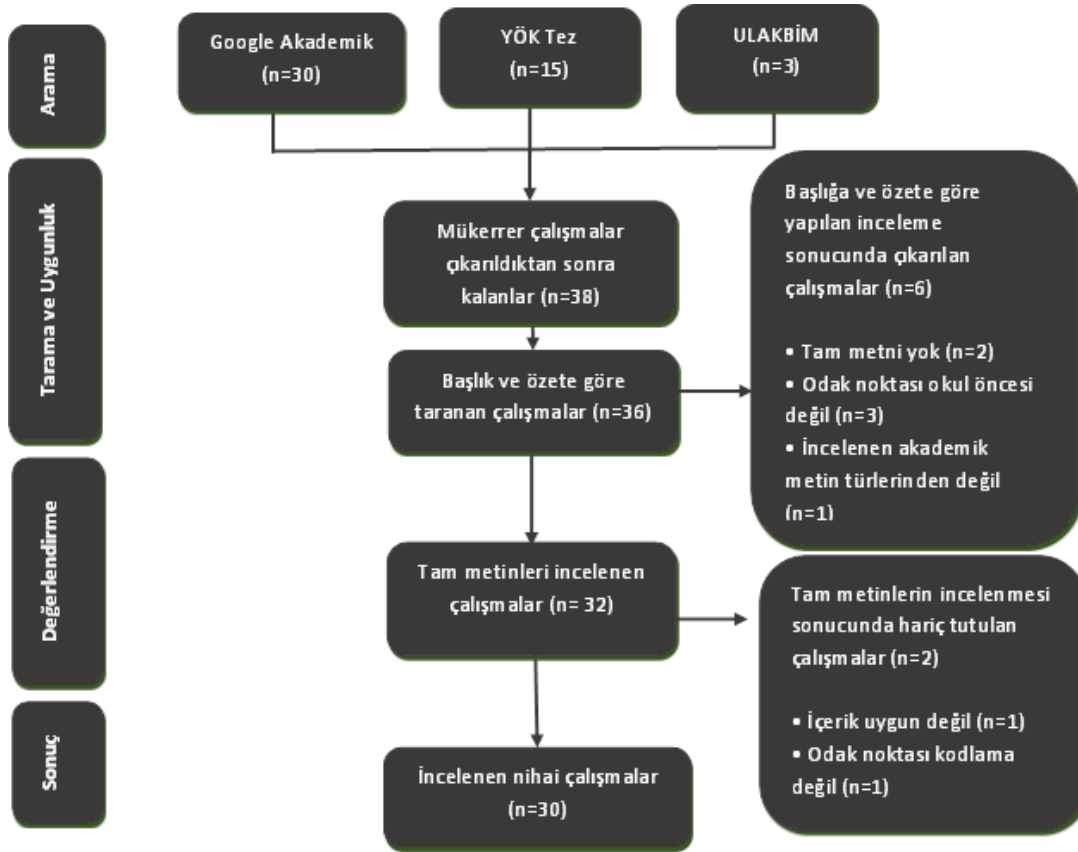 Arama
Google Akademik
(n=30)
YÖK Tez
(n=15)
ULAKBİM
(n=3)
Tarama ve Uygunluk
Mükerrer çalışmalar
çıkarıldıktan sonra
kalanlar (n=38)
Başlık ve özete göre
taranan çalışmalar (n=36)
Başlığa ve özete göre
yapılan inceleme
sonucunda çıkarılan
çalışmalar (n=6)
• Tam metni yok (n=2)
• Odak noktası okul öncesi
değil (n=3)
• İncelenen akademik
metin türlerinden değil
(n=1)
Değerlendirme
Tam metinleri incelenen
çalışmalar (n= 32)
Tam metinlerin incelenmesi
sonucunda hariç tutulan
çalışmalar (n=2)
• İçerik uygun değil (n=1)
• Odak noktası kodlama
değil (n=1)
Sonuç
İncelenen nihai çalışmalar
(n=30)